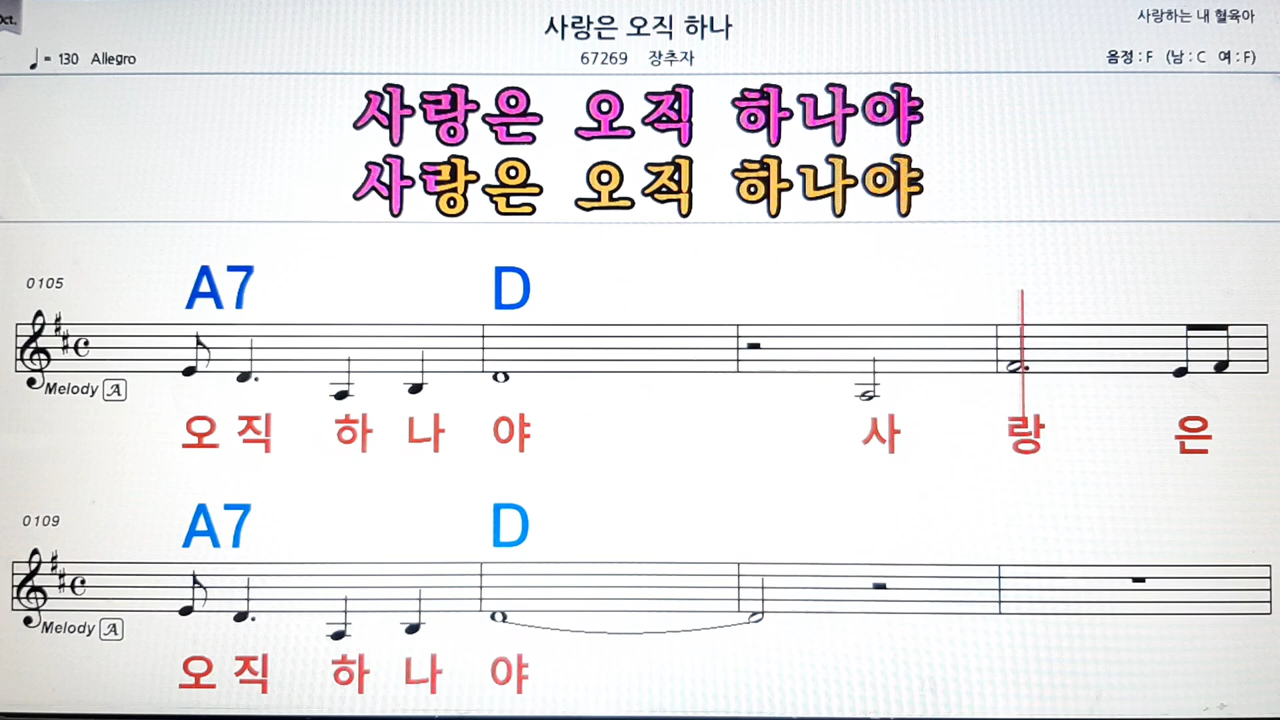 Oct.
사랑은 오직 하나
사랑하는 내 혈육아
♩= 130 Allegro
67269 장추자
음정 : F (남 : C 여 : F)
사랑은 오직 하나야
사랑은 오직 하나야
0105
A7 D
Melody A
오 직 하 나 야 사 랑 은
0109
A7 D
Melody A
오 직 하 나 야